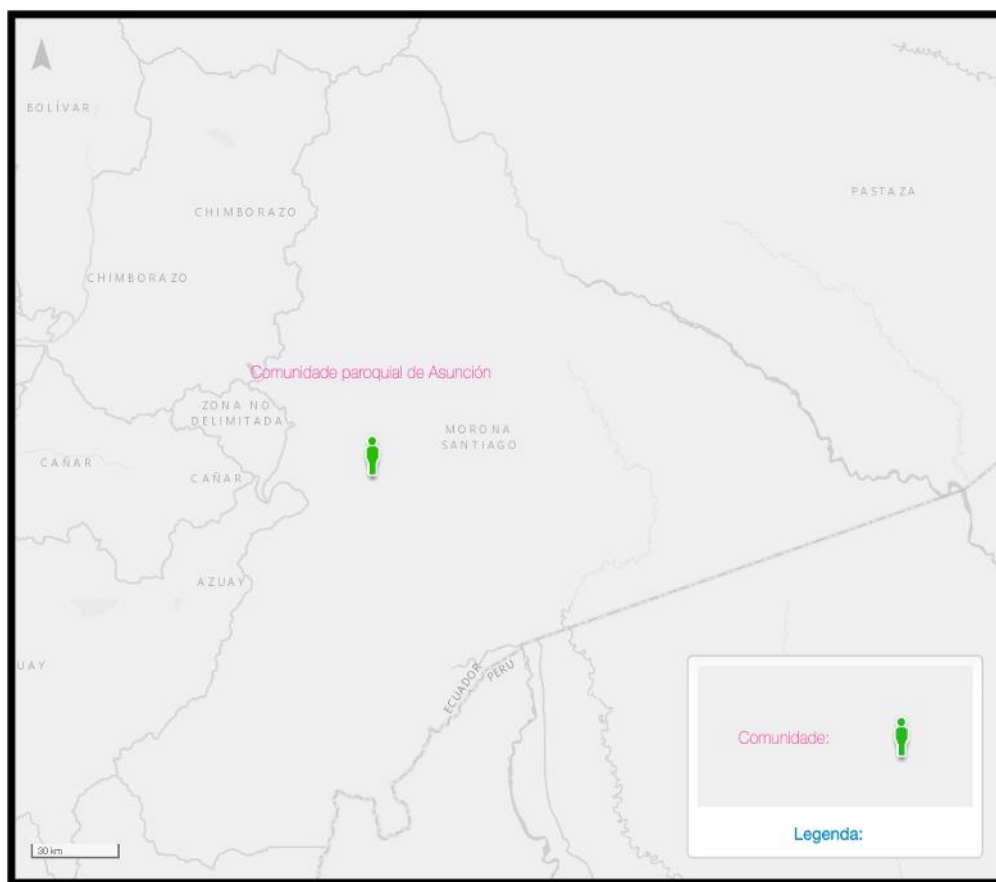 BOLÍVAR
PASTAZA
CHIMBORAZO
CHIMBORAZO
Comunidade paroquial de Asunción
ZONA NO
DELIMITADA
MORONA
SANTIAGO
CAÑAR
CAÑAR
AZUAY
UAY
ECUADOR
PERU
Comunidade:
Legenda:
30 km